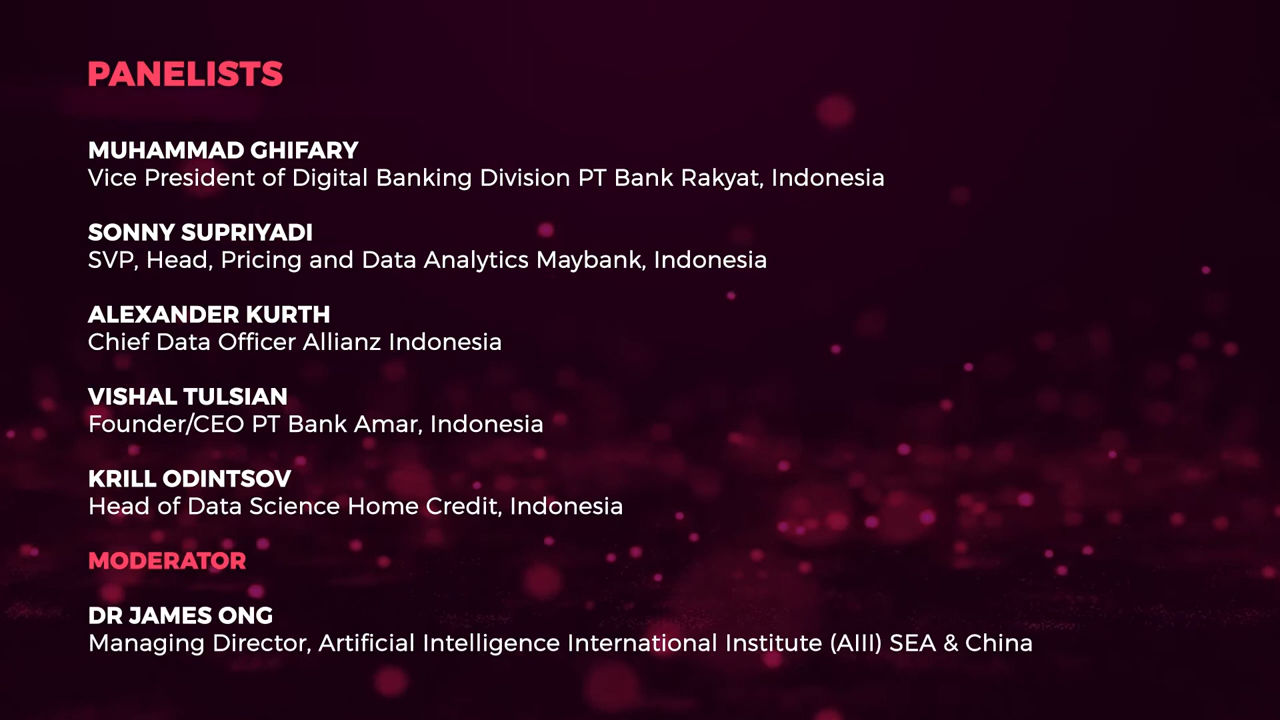 PANELISTS
MUHAMMAD GHIFARY
Vice President of Digital Banking Division PT Bank Rakyat, Indonesia
SONNY SUPRIYADI
SVP, Head, Pricing and Data Analytics Maybank, Indonesia
ALEXANDER KURTH
Chief Data Officer Allianz Indonesia
VISHAL TULSIAN
Founder/CEO PT Bank Amar, Indonesia
KRILL ODINTSOV
Head of Data Science Home Credit, Indonesia
MODERATOR
DR JAMES ONG
Managing Director, Artificial Intelligence International Institute (AIII) SEA & China